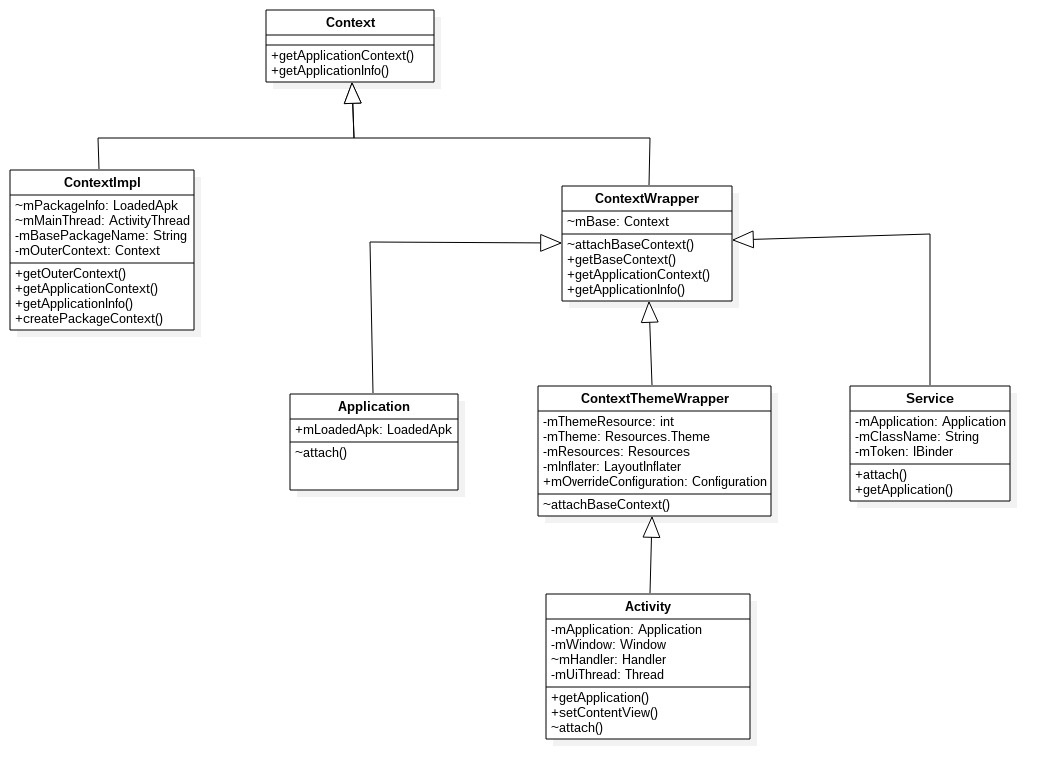 Context
+getApplicationContext()
+getApplicationInfo()
ContextImpl
~mPackageInfo: LoadedApk
~mMainThread: ActivityThread
-mBasePackageName: String
-mOuterContext: Context
+getOuterContext()
+getApplicationContext()
+getApplicationInfo()
+createPackageContext()
ContextWrapper
~mBase: Context
~attachBaseContext()
+getBaseContext()
+getApplicationContext()
+getApplicationInfo()
Application
+mLoadedApk: LoadedApk
~attach()
ContextThemeWrapper
-mThemeResource: int
-mTheme: Resources.Theme
-mResources: Resources
-mInflater: LayoutInflater
+mOverrideConfiguration: Configuration
~attachBaseContext()
Service
-mApplication: Application
-mClassName: String
-mToken: IBinder
+attach()
+getApplication()
Activity
-mApplication: Application
-mWindow: Window
~mHandler: Handler
-mUiThread: Thread
+getApplication()
+setContentView()
~attach()